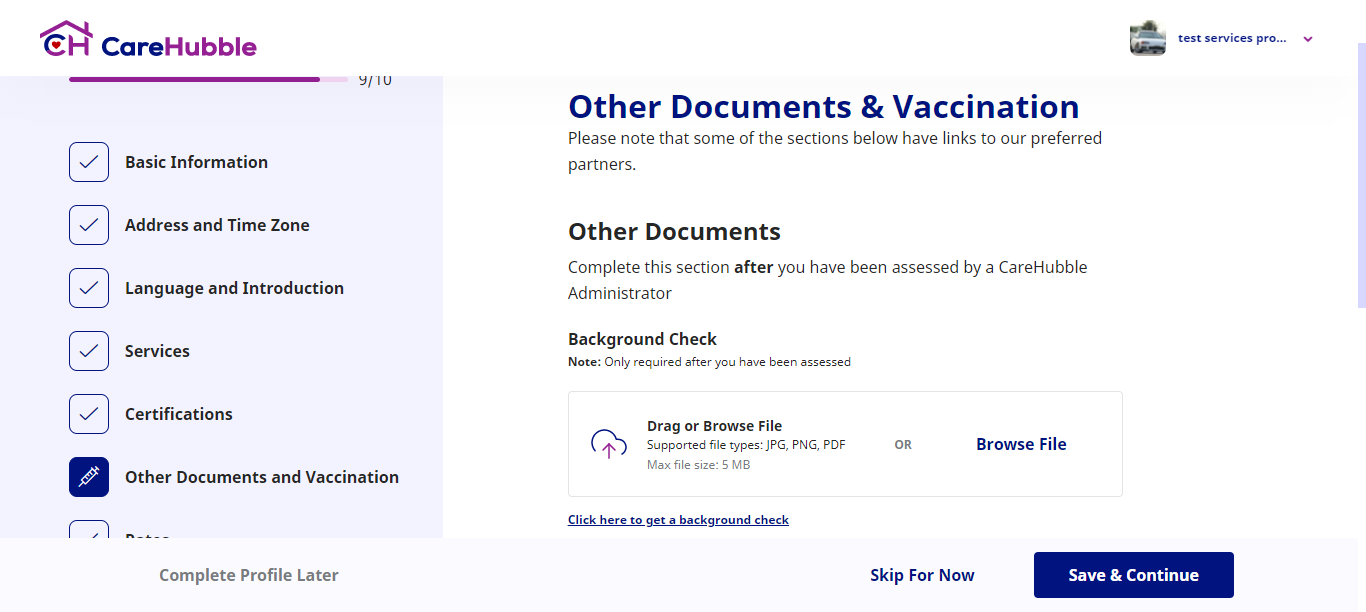 CH CareHubble
test services pro...
9/10
Basic Information
Address and Time Zone
Language and Introduction
Services
Certifications
Other Documents and Vaccination
Other Documents & Vaccination
Please note that some of the sections below have links to our preferred
partners.
Other Documents
Complete this section after you have been assessed by a CareHubble
Administrator
Background Check
Note: Only required after you have been assessed
Drag or Browse File
Supported file types: JPG, PNG, PDF
Max file size: 5 MB
OR
Browse File
Click here to get a background check
Complete Profile Later
Skip For Now
Save & Continue